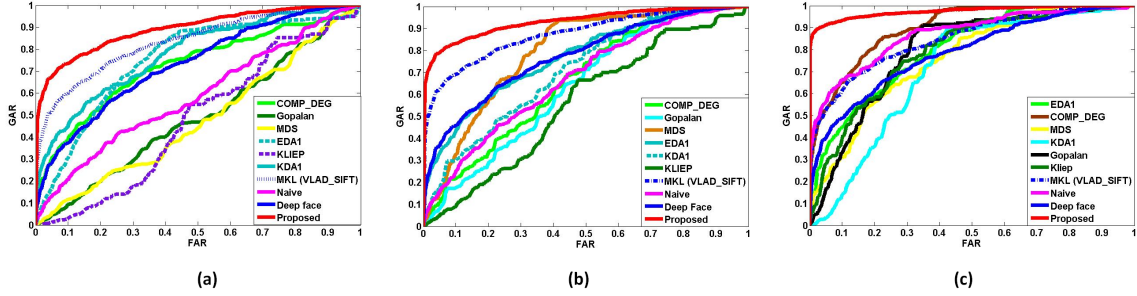 1
0.9
0.8
0.7
0.6
0.5
0.4
0.3
0.2
0.1
0
GAR
COMP_DEG
Gopalan
MDS
EDA1
KLIEP
KDA1
MKL (VLAD_SIFT)
Naive
Deep face
Proposed
0 0.1 0.2 0.3 0.4 0.5 0.6 0.7 0.8 0.9 1
FAR
(a)
1
0.9
0.8
0.7
0.6
0.5
0.4
0.3
0.2
0.1
0
GAR
COMP_DEG
Gopalan
MDS
EDA1
KDA1
KLIEP
MKL (VLAD_SIFT)
Naive
Deep Face
Proposed
0 0.1 0.2 0.3 0.4 0.5 0.6 0.7 0.8 0.9 1
FAR
(b)
1
0.9
0.8
0.7
0.6
0.5
0.4
0.3
0.2
0.1
0
GAR
EDA1
COMP_DEG
MDS
KDA1
Gopalan
Kliep
MKL (VLAD_SIFT)
Naive
Deep face
Proposed
0 0.1 0.2 0.3 0.4 0.5 0.6 0.7 0.8 0.9 1
FAR
(c)